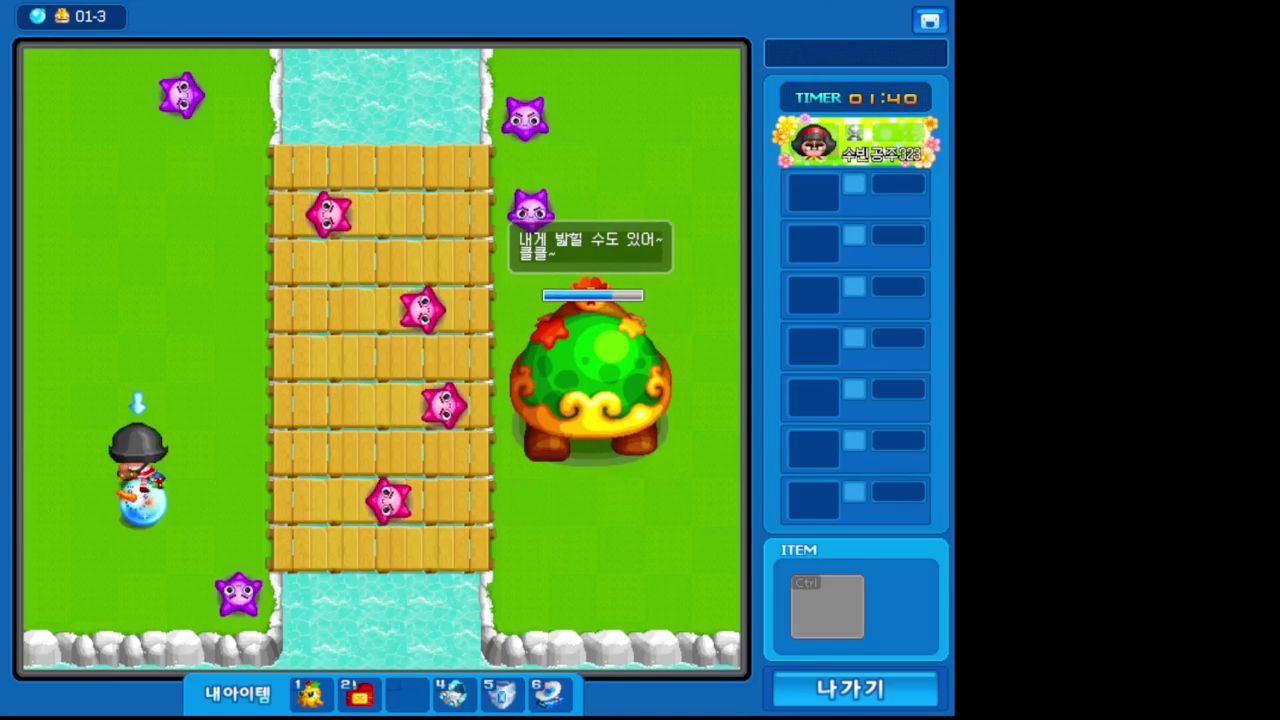 01-3
TIMER 01:40
수빈공주323
내게 밟힐 수도 있어~
클클~
ITEM
Ctrl
내아이템
1
2
4
5
6
나가기